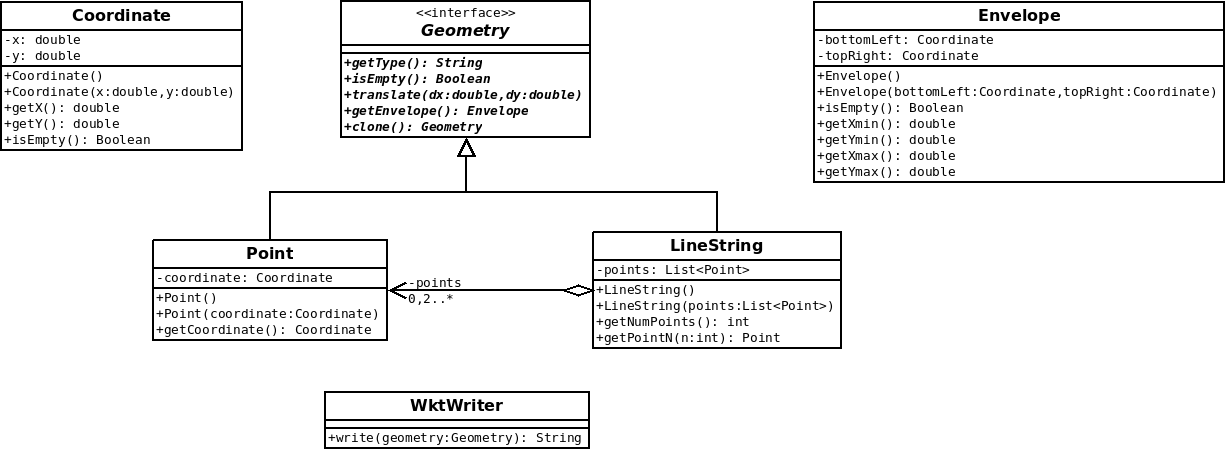 Coordinate
-x: double
-y: double
+Coordinate()
+Coordinate(x:double,y:double)
+getX(): double
+getY(): double
+isEmpty(): Boolean
<<interface>>
Geometry
+getType(): String
+isEmpty(): Boolean
+translate(dx:double,dy:double)
+getEnvelope(): Envelope
+clone(): Geometry
Envelope
-bottomLeft: Coordinate
-topRight: Coordinate
+Envelope()
+Envelope(bottomLeft:Coordinate,topRight:Coordinate)
+isEmpty(): Boolean
+getXmin(): double
+getYmin(): double
+getXmax(): double
+getYmax(): double
Point
-coordinate: Coordinate
+Point()
+Point(coordinate:Coordinate)
+getCoordinate(): Coordinate
-points
0,2..*
LineString
-points: List<Point>
+LineString()
+LineString(points:List<Point>)
+getNumPoints(): int
+getPointN(n:int): Point
WktWriter
+write(geometry:Geometry): String